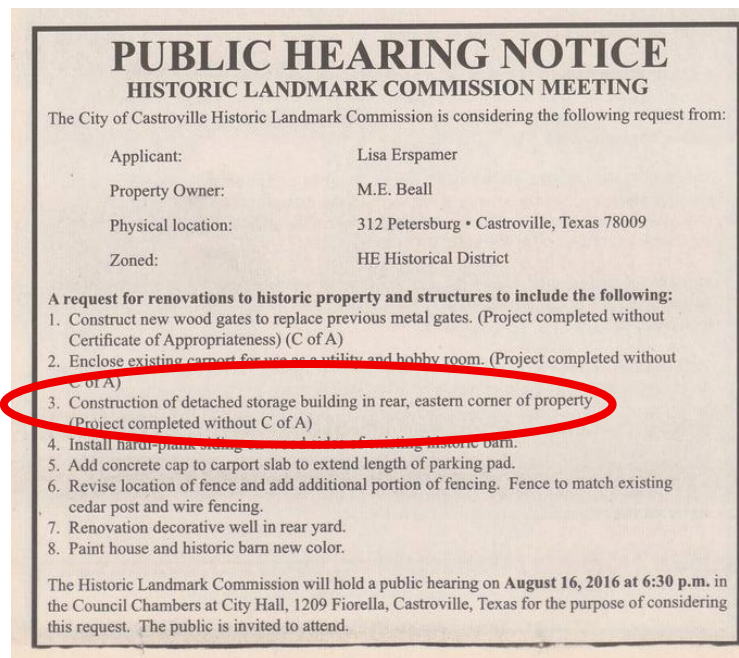 PUBLIC HEARING NOTICE
HISTORIC LANDMARK COMMISSION MEETING
The City of Castroville Historic Landmark Commission is considering the following request from:
Applicant: Lisa Erspamer
Property Owner: M.E. Beall
Physical location: 312 Petersburg • Castroville, Texas 78009
Zoned: HE Historical District
A request for renovations to historic property and structures to include the following:
1. Construct new wood gates to replace previous metal gates. (Project completed without
Certificate of Appropriateness) (C of A)
2. Enclose existing carport for use as a utility and hobby room. (Project completed without
C of A)
3. Construction of detached storage building in rear, eastern corner of property
(Project completed without C of A)
4. Install hardi-plank siding on wood sides of existing historic barn.
5. Add concrete cap to carport slab to extend length of parking pad.
6. Revise location of fence and add additional portion of fencing. Fence to match existing
cedar post and wire fencing.
7. Renovation decorative well in rear yard.
8. Paint house and historic barn new color.
The Historic Landmark Commission will hold a public hearing on August 16, 2016 at 6:30 p.m. in
the Council Chambers at City Hall, 1209 Fiorella, Castroville, Texas for the purpose of considering
this request. The public is invited to attend.